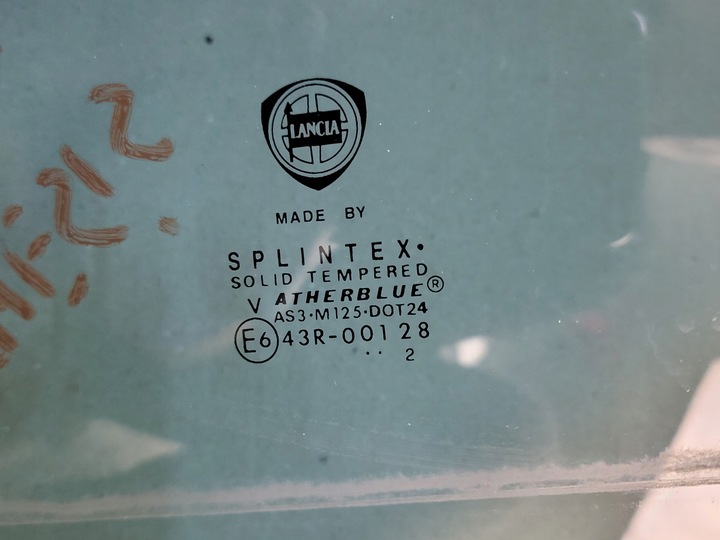 LANCIA
MADE BY
SPLINTEX•
SOLID TEMPERED
V ATHERBLUE®
AS3•M125•DOT24
E6 43R-00128
•• 2